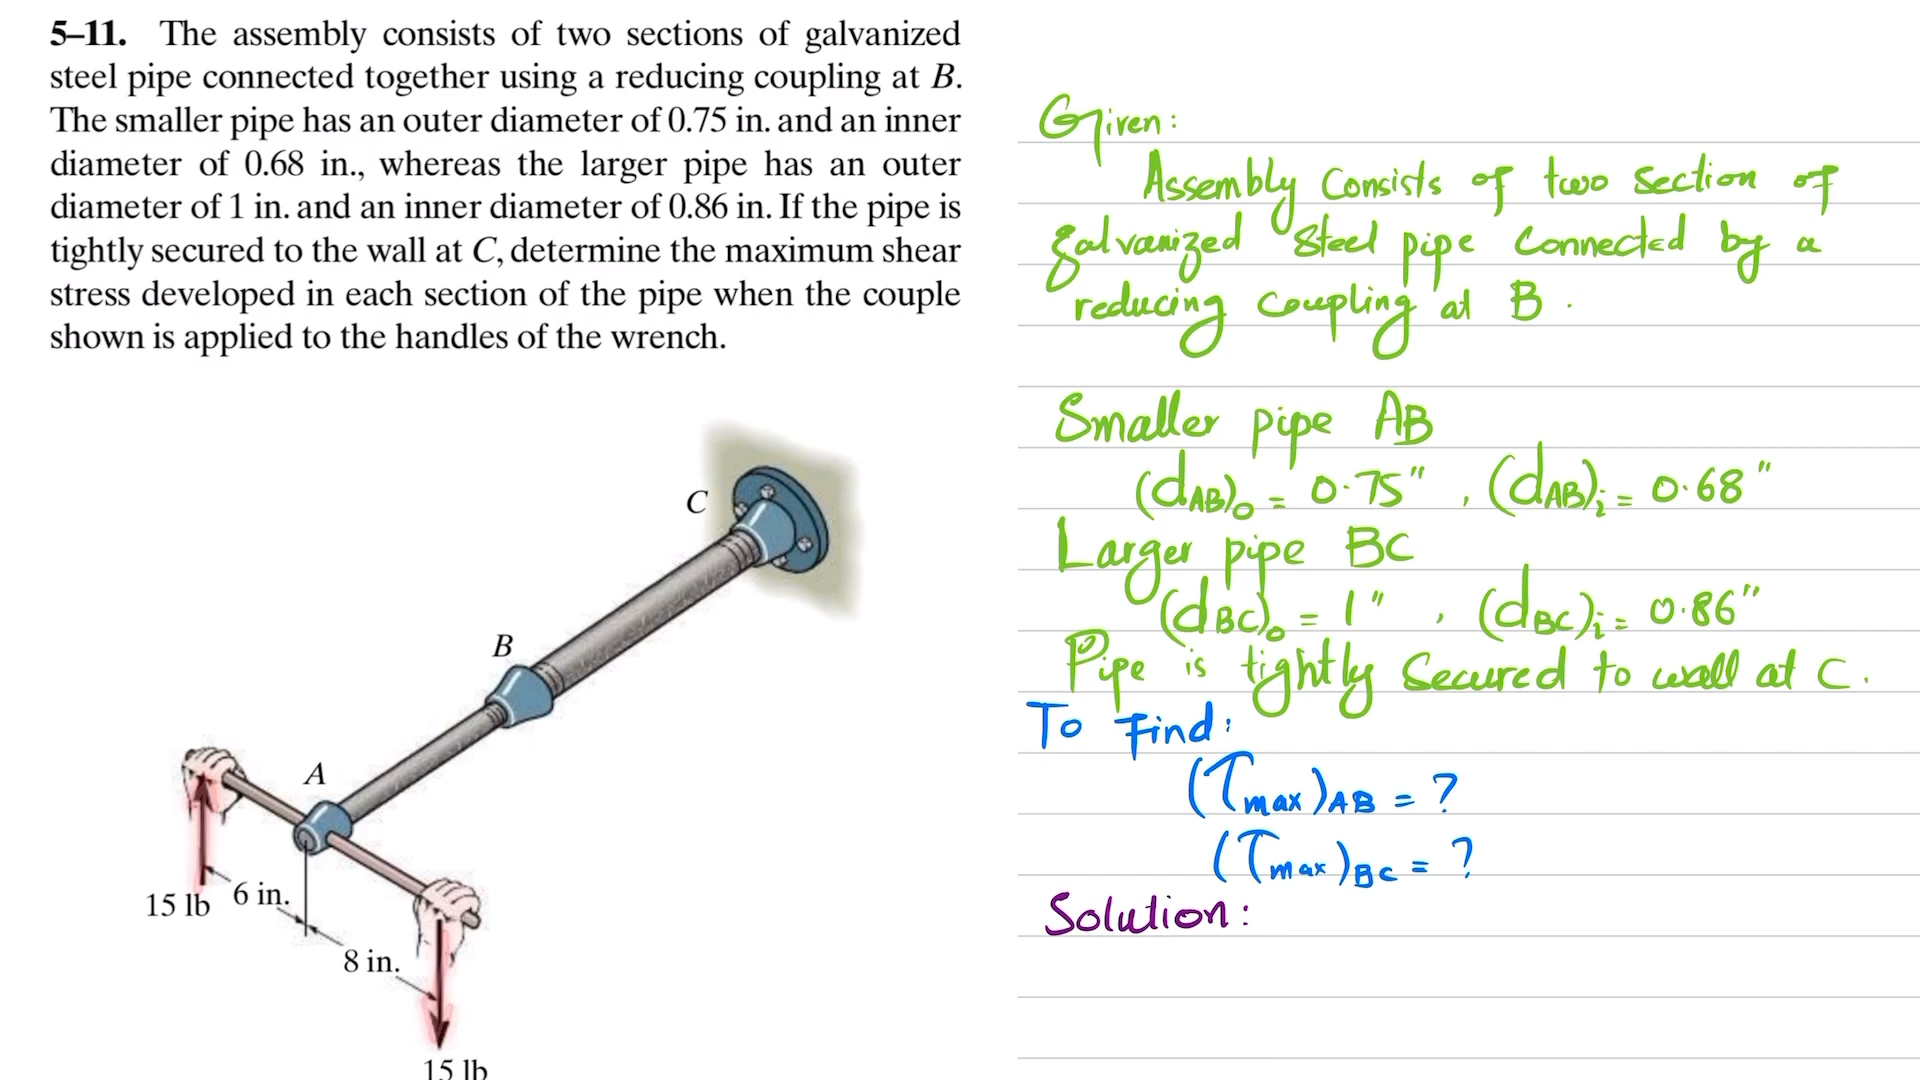 5–11. The assembly consists of two sections of galvanized
steel pipe connected together using a reducing coupling at B.
The smaller pipe has an outer diameter of 0.75 in. and an inner
diameter of 0.68 in., whereas the larger pipe has an outer
diameter of 1 in. and an inner diameter of 0.86 in. If the pipe is
tightly secured to the wall at C, determine the maximum shear
stress developed in each section of the pipe when the couple
shown is applied to the handles of the wrench.
C
B
A
15 lb
6 in.
8 in.
15 lb
Given:
Assembly Consists of two section of
galvanized Steel pipe Connected by a
reducing Coupling at B.
Smaller pipe AB
(dAB)o = 0.75", (dAB)i = 0.68"
Larger pipe BC
(dBC)o = 1", (dBC)i = 0.86"
Pipe is tightly Secured to wall at C.
To Find:
(τmax)AB = ?
(τmax)BC = ?
Solution: